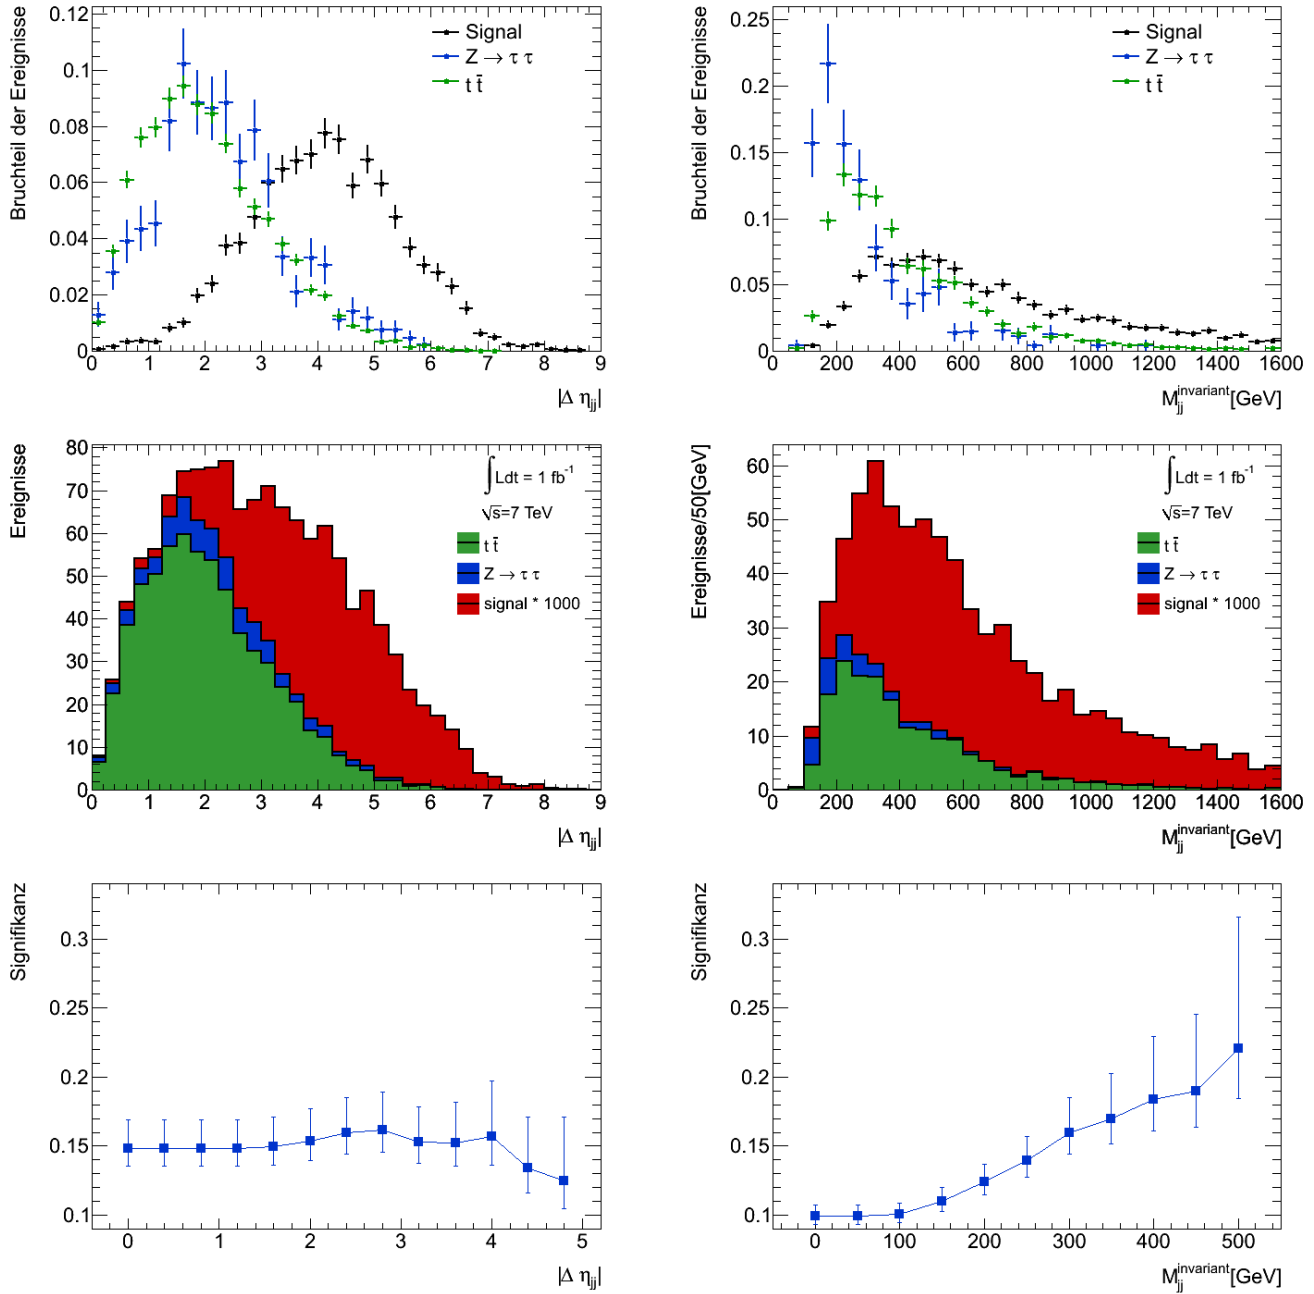 Bruchteil der Ereignisse
0.12
0.1
0.08
0.06
0.04
0.02
0
Signal
Z → τ τ
t t̄
0 1 2 3 4 5 6 7 8 9
|Δ η_jj|
Bruchteil der Ereignisse
0.25
0.2
0.15
0.1
0.05
0
Signal
Z → τ τ
t t̄
0 200 400 600 800 1000 1200 1400 1600
M_jj^invariant[GeV]
Ereignisse
80
70
60
50
40
30
20
10
0
∫ Ldt = 1 fb⁻¹
√s=7 TeV
t t̄
Z → τ τ
signal * 1000
0 1 2 3 4 5 6 7 8 9
|Δ η_jj|
Ereignisse/50[GeV]
60
50
40
30
20
10
0
∫ Ldt = 1 fb⁻¹
√s=7 TeV
t t̄
Z → τ τ
signal * 1000
0 200 400 600 800 1000 1200 1400 1600
M_jj^invariant[GeV]
Signifikanz
0.3
0.25
0.2
0.15
0.1
0 1 2 3 4 5
|Δ η_jj|
Signifikanz
0.3
0.25
0.2
0.15
0.1
0 100 200 300 400 500
M_jj^invariant[GeV]